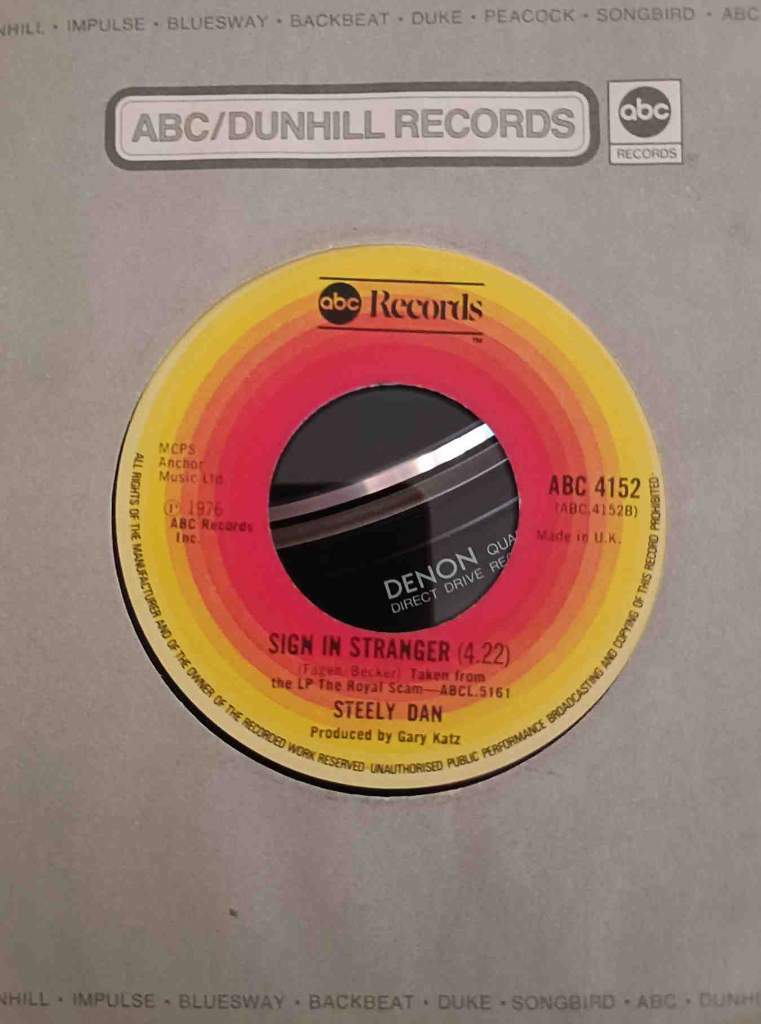 NHILL • IMPULSE • BLUESWAY • BACKBEAT • DUKE • PEACOCK • SONGBIRD • ABC
ABC/DUNHILL RECORDS
abc
RECORDS
abc Records
TM
MCPS
Anchor
Music Ltd.
Ⓟ 1976
ABC Records
Inc.
ABC 4152
(ABC.4152B)
Made in U.K.
DENON QUA
DIRECT DRIVE RE
SIGN IN STRANGER (4.22)
(Fagen/Becker) Taken from
the LP The Royal Scam—ABCL.5161
STEELY DAN
Produced by Gary Katz
ALL RIGHTS OF THE MANUFACTURER AND OF THE OWNER OF THE RECORDED WORK RESERVED·UNAUTHORISED PUBLIC PERFORMANCE BROADCASTING AND COPYING OF THIS RECORD PROHIBITED·
NHILL • IMPULSE • BLUESWAY • BACKBEAT • DUKE • SONGBIRD • ABC • DUNH